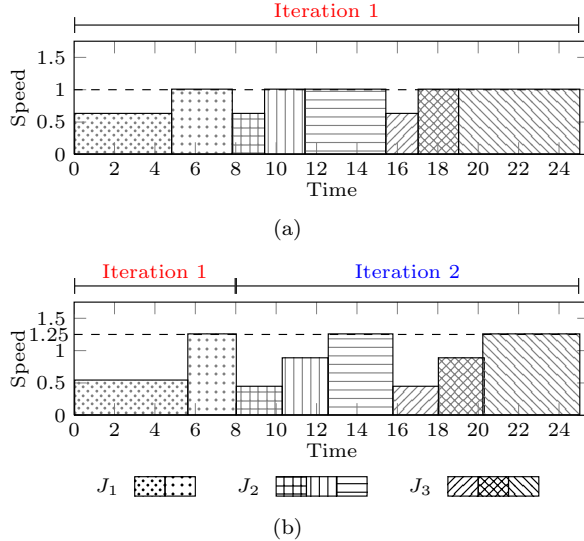 Iteration 1
1.5
1
0.5
0
Speed
0 2 4 6 8 10 12 14 16 18 20 22 24
Time
(a)
Iteration 1 Iteration 2
1.5
1.25
1
0.5
0
Speed
0 2 4 6 8 10 12 14 16 18 20 22 24
Time
J1 J2 J3
(b)